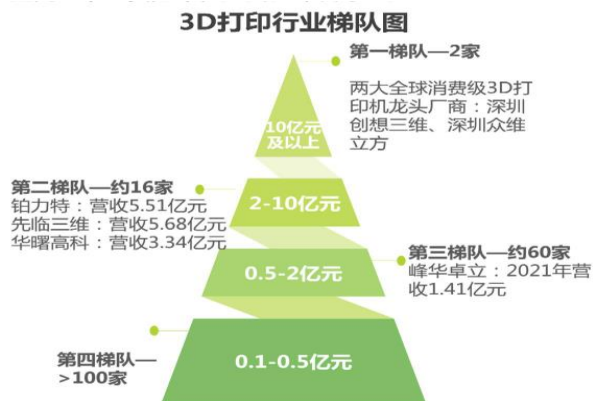 3D打印行业梯队图
第一梯队—2家
两大全球消费级3D打
印机龙头厂商：深圳
创想三维、深圳众维
立方
10亿元
及以上
第二梯队—约16家
铂力特：营收5.51亿元
先临三维：营收5.68亿元
华曙高科：营收3.34亿元
2-10亿元
第三梯队—约60家
峰华卓立：2021年营
收1.41亿元
0.5-2亿元
第四梯队—
>100家
0.1-0.5亿元